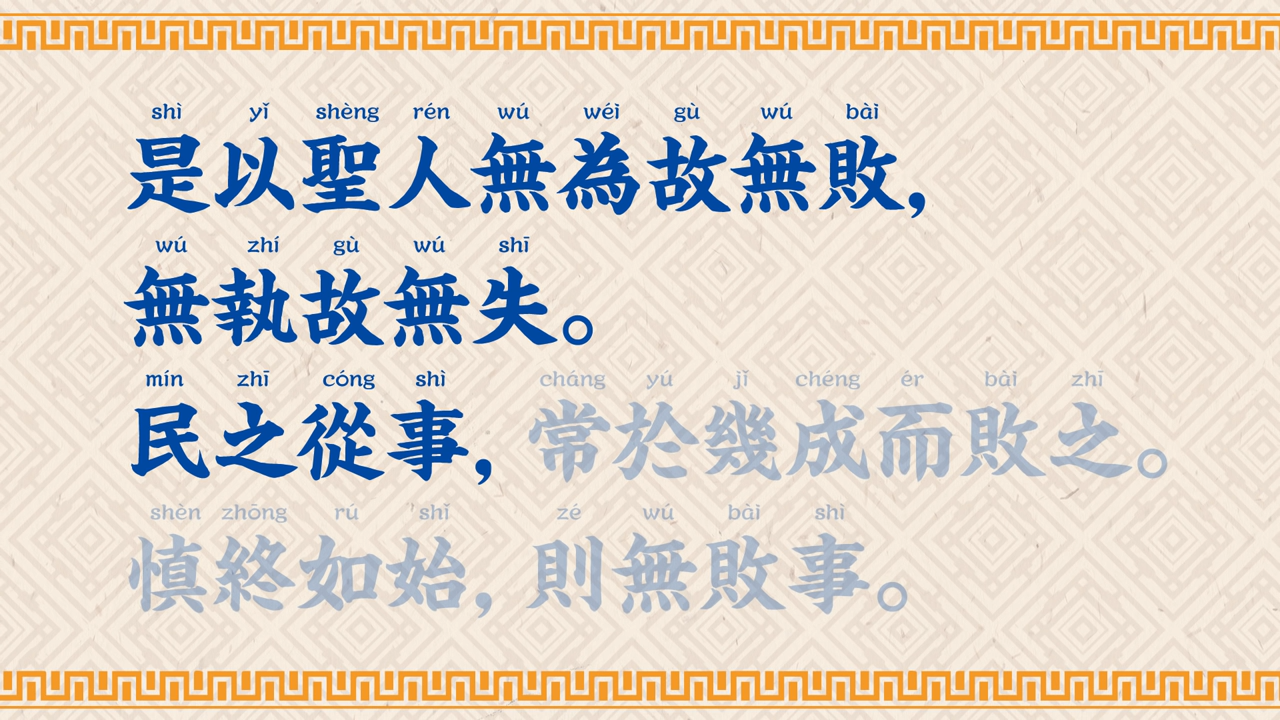 shì yǐ shèng rén wú wéi gù wú bài
是以聖人無為故無敗，
wú zhí gù wú shī
無執故無失。
mín zhī cóng shì cháng yú jǐ chéng ér bài zhī
民之從事，常於幾成而敗之。
shèn zhōng rú shǐ zé wú bài shì
慎終如始，則無敗事。